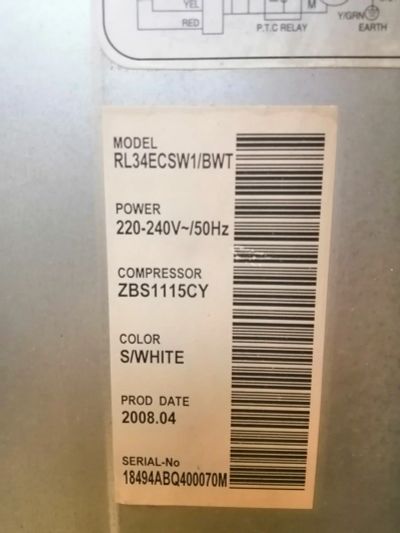 YEL
RED
M
P.T.C RELAY
Y/GRN
EARTH
MODEL
RL34ECSW1/BWT
POWER
220-240V~/50Hz
COMPRESSOR
ZBS1115CY
COLOR
S/WHITE
PROD DATE
2008.04
SERIAL-No
18494ABQ400070M